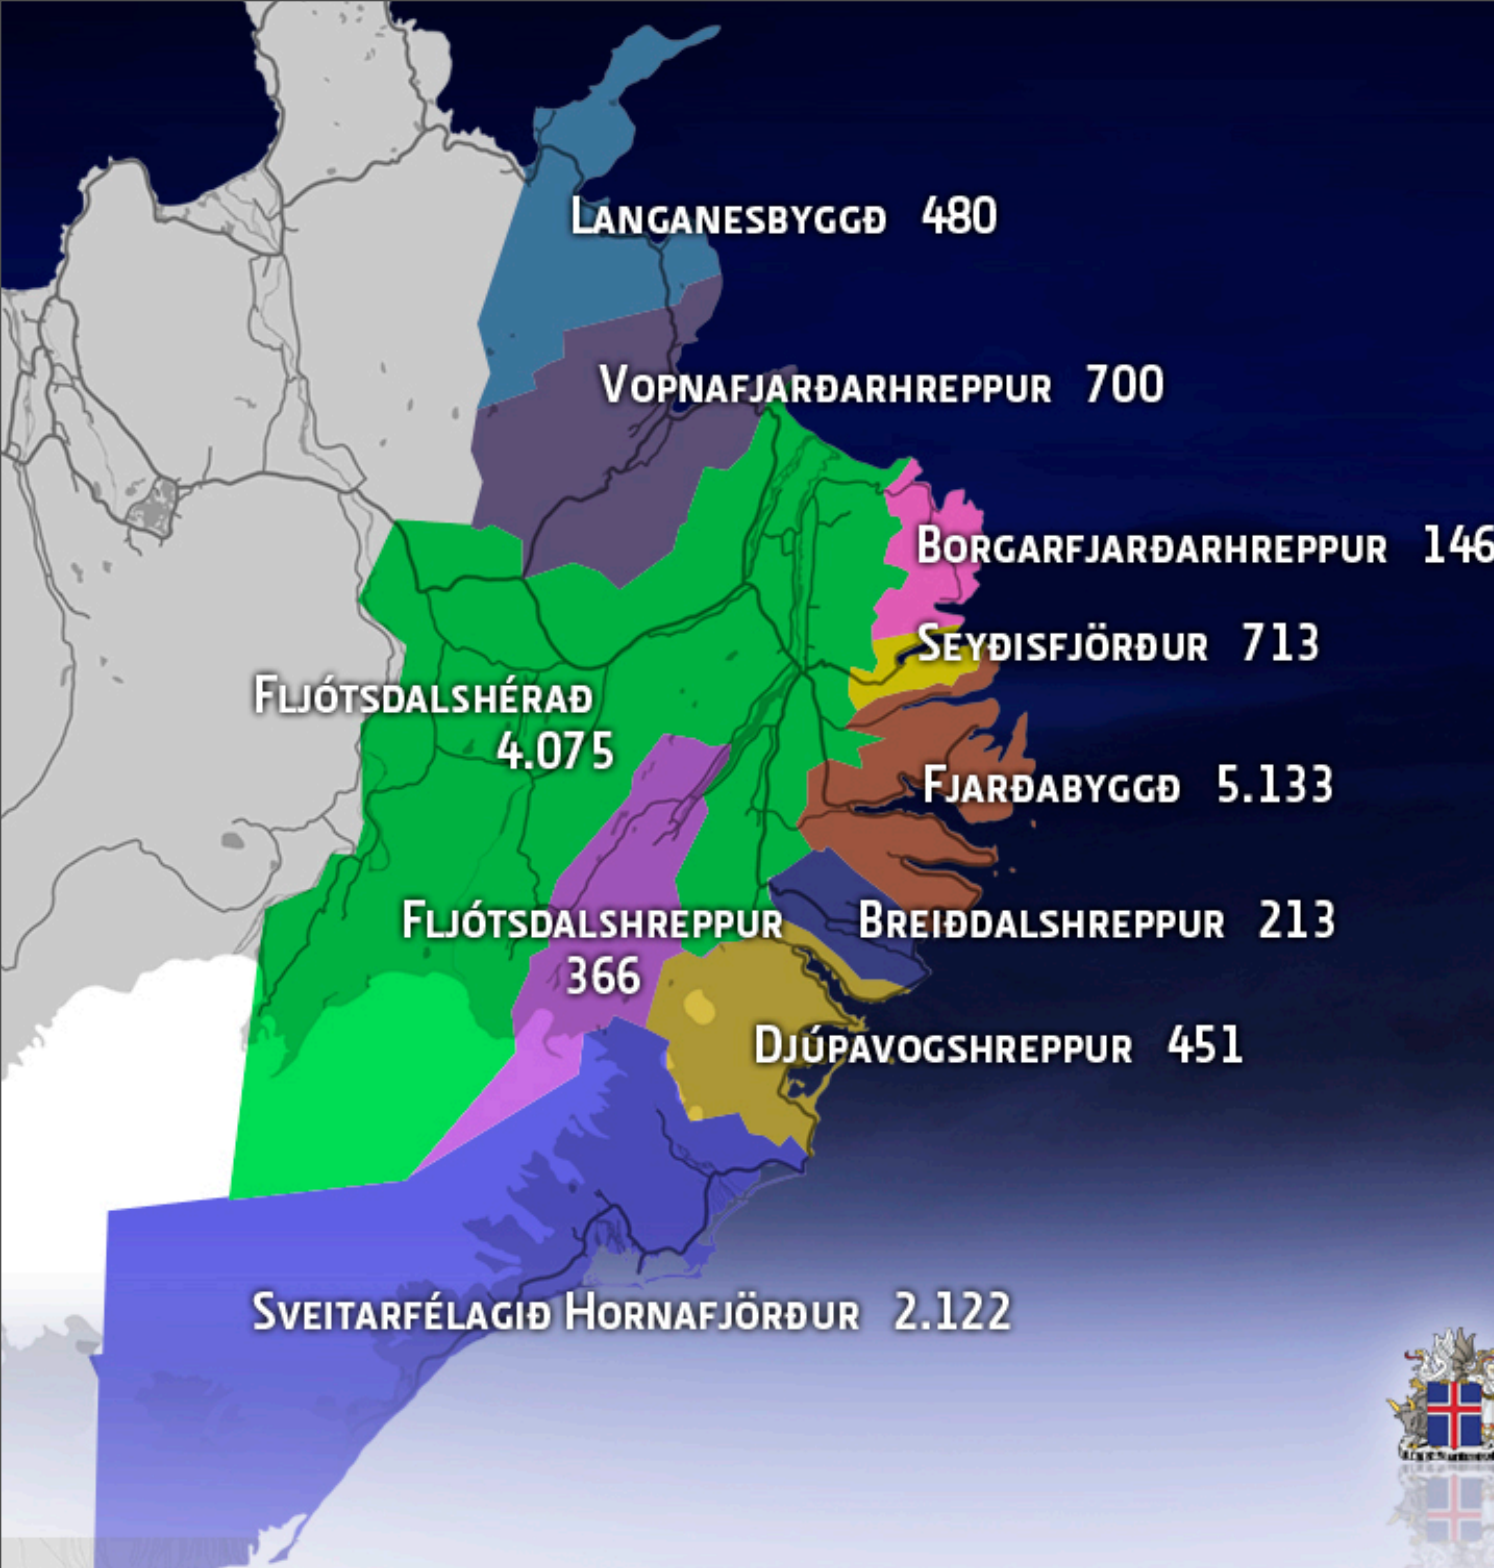 Langanesbyggð 480
Vopnafjarðarhreppur 700
Borgarfjarðarhreppur 146
Seyðisfjörður 713
Fljótsdalshérað
4.075
Fjarðabyggð 5.133
Fljótsdalshreppur
366
Breiðdalshreppur 213
Djúpavogshreppur 451
Sveitarfélagið Hornafjörður 2.122